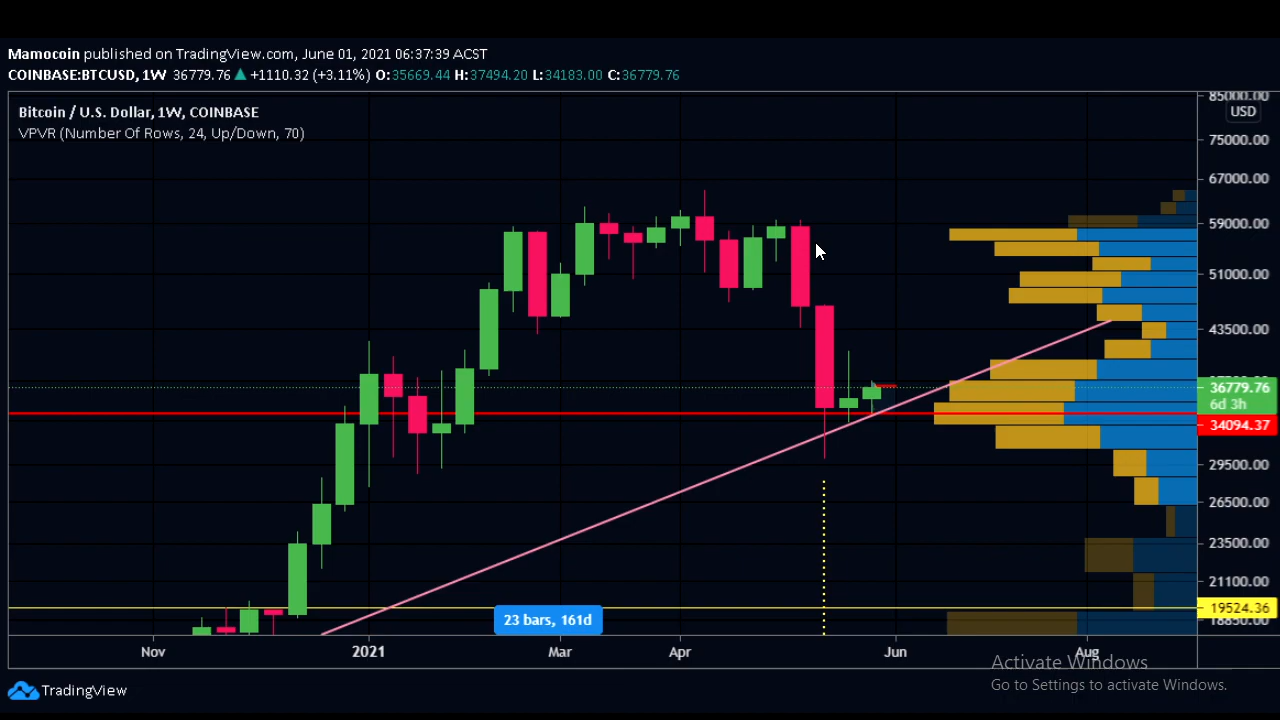 Mamocoin published on TradingView.com, June 01, 2021 06:37:39 ACST
COINBASE:BTCUSD, 1W 36779.76 ▲ +1110.32 (+3.11%) O:35669.44 H:37494.20 L:34183.00 C:36779.76
Bitcoin / U.S. Dollar, 1W, COINBASE
VPVR (Number Of Rows, 24, Up/Down, 70)
85000.00
USD
75000.00
67000.00
59000.00
51000.00
43500.00
36779.76
6d 3h
34094.37
29500.00
26500.00
23500.00
21100.00
19524.36
18850.00
23 bars, 161d
Nov 2021 Mar Apr Jun Aug
Activate Windows
Go to Settings to activate Windows.
TradingView